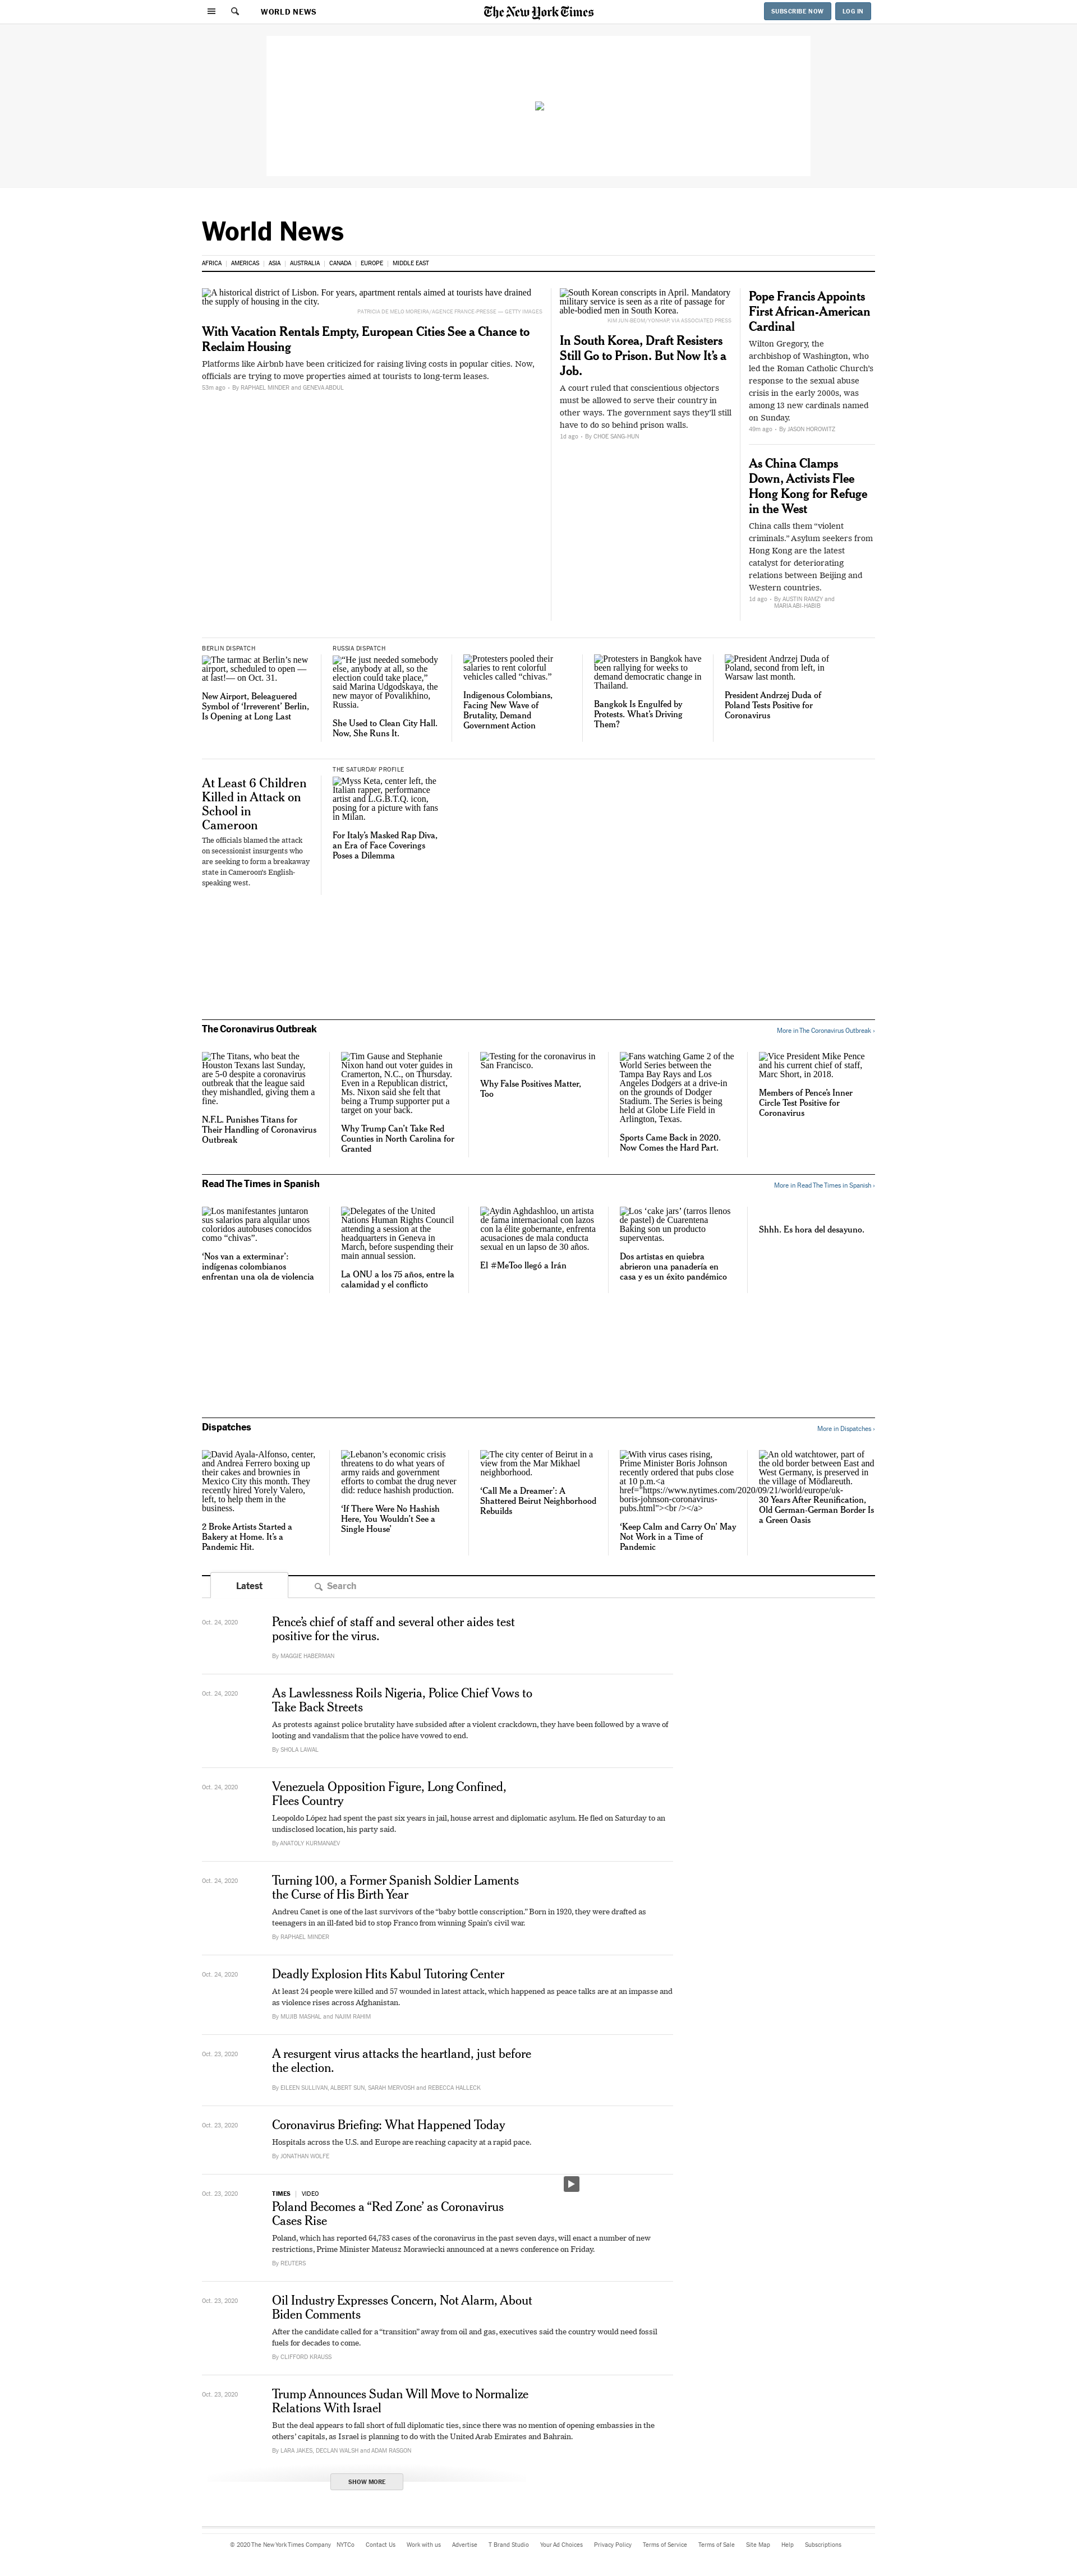 WORLD NEWS
The New York Times
SUBSCRIBE NOW
LOG IN
World News
AFRICA
AMERICAS
ASIA
AUSTRALIA
CANADA
EUROPE
MIDDLE EAST
A historical district of Lisbon. For years, apartment rentals aimed at tourists have drained
the supply of housing in the city.
PATRICIA DE MELO MOREIRA/AGENCE FRANCE-PRESSE — GETTY IMAGES
With Vacation Rentals Empty, European Cities See a Chance to
Reclaim Housing
Platforms like Airbnb have been criticized for raising living costs in popular cities. Now,
officials are trying to move properties aimed at tourists to long-term leases.
53m ago - By RAPHAEL MINDER and GENEVA ABDUL
South Korean conscripts in April. Mandatory
military service is seen as a rite of passage for
able-bodied men in South Korea.
KIM JUN-BEOM/YONHAP, VIA ASSOCIATED PRESS
In South Korea, Draft Resisters
Still Go to Prison. But Now It’s a
Job.
A court ruled that conscientious objectors
must be allowed to serve their country in
other ways. The government says they’ll still
have to do so behind prison walls.
1d ago - By CHOE SANG-HUN
Pope Francis Appoints
First African-American
Cardinal
Wilton Gregory, the
archbishop of Washington, who
led the Roman Catholic Church’s
response to the sexual abuse
crisis in the early 2000s, was
among 13 new cardinals named
on Sunday.
49m ago - By JASON HOROWITZ
As China Clamps
Down, Activists Flee
Hong Kong for Refuge
in the West
China calls them “violent
criminals.” Asylum seekers from
Hong Kong are the latest
catalyst for deteriorating
relations between Beijing and
Western countries.
1d ago - By AUSTIN RAMZY and
MARIA ABI-HABIB
BERLIN DISPATCH
The tarmac at Berlin’s new
airport, scheduled to open —
at last!— on Oct. 31.
New Airport, Beleaguered
Symbol of ‘Irreverent’ Berlin,
Is Opening at Long Last
RUSSIA DISPATCH
“He just needed somebody
else, anybody at all, so the
election could take place,”
said Marina Udgodskaya, the
new mayor of Povalikhino,
Russia.
She Used to Clean City Hall.
Now, She Runs It.
Protesters pooled their
salaries to rent colorful
vehicles called “chivas.”
Indigenous Colombians,
Facing New Wave of
Brutality, Demand
Government Action
Protesters in Bangkok have
been rallying for weeks to
demand democratic change in
Thailand.
Bangkok Is Engulfed by
Protests. What’s Driving
Them?
President Andrzej Duda of
Poland, second from left, in
Warsaw last month.
President Andrzej Duda of
Poland Tests Positive for
Coronavirus
At Least 6 Children
Killed in Attack on
School in
Cameroon
The officials blamed the attack
on secessionist insurgents who
are seeking to form a breakaway
state in Cameroon’s English-
speaking west.
THE SATURDAY PROFILE
Myss Keta, center left, the
Italian rapper, performance
artist and L.G.B.T.Q. icon,
posing for a picture with fans
in Milan.
For Italy’s Masked Rap Diva,
an Era of Face Coverings
Poses a Dilemma
The Coronavirus Outbreak
More in The Coronavirus Outbreak ›
The Titans, who beat the
Houston Texans last Sunday,
are 5-0 despite a coronavirus
outbreak that the league said
they mishandled, giving them a
fine.
N.F.L. Punishes Titans for
Their Handling of Coronavirus
Outbreak
Tim Gause and Stephanie
Nixon hand out voter guides in
Cramerton, N.C., on Thursday.
Even in a Republican district,
Ms. Nixon said she felt that
being a Trump supporter put a
target on your back.
Why Trump Can’t Take Red
Counties in North Carolina for
Granted
Testing for the coronavirus in
San Francisco.
Why False Positives Matter,
Too
Fans watching Game 2 of the
World Series between the
Tampa Bay Rays and Los
Angeles Dodgers at a drive-in
on the grounds of Dodger
Stadium. The Series is being
held at Globe Life Field in
Arlington, Texas.
Sports Came Back in 2020.
Now Comes the Hard Part.
Vice President Mike Pence
and his current chief of staff,
Marc Short, in 2018.
Members of Pence’s Inner
Circle Test Positive for
Coronavirus
Read The Times in Spanish
More in Read The Times in Spanish ›
Los manifestantes juntaron
sus salarios para alquilar unos
coloridos autobuses conocidos
como “chivas”.
‘Nos van a exterminar’:
indígenas colombianos
enfrentan una ola de violencia
Delegates of the United
Nations Human Rights Council
attending a session at the
headquarters in Geneva in
March, before suspending their
main annual session.
La ONU a los 75 años, entre la
calamidad y el conflicto
Aydin Aghdashloo, un artista
de fama internacional con lazos
con la élite gobernante, enfrenta
acusaciones de mala conducta
sexual en un lapso de 30 años.
El #MeToo llegó a Irán
Los ‘cake jars’ (tarros llenos
de pastel) de Cuarentena
Baking son un producto
superventas.
Dos artistas en quiebra
abrieron una panadería en
casa y es un éxito pandémico
Shhh. Es hora del desayuno.
Dispatches
More in Dispatches ›
David Ayala-Alfonso, center,
and Andrea Ferrero boxing up
their cakes and brownies in
Mexico City this month. They
recently hired Yorely Valero,
left, to help them in the
business.
2 Broke Artists Started a
Bakery at Home. It’s a
Pandemic Hit.
Lebanon’s economic crisis
threatens to do what years of
army raids and government
efforts to combat the drug never
did: reduce hashish production.
‘If There Were No Hashish
Here, You Wouldn’t See a
Single House’
The city center of Beirut in a
view from the Mar Mikhael
neighborhood.
‘Call Me a Dreamer’: A
Shattered Beirut Neighborhood
Rebuilds
With virus cases rising,
Prime Minister Boris Johnson
recently ordered that pubs close
at 10 p.m.<a
href="https://www.nytimes.com/2020/09/21/world/europe/uk-
boris-johnson-coronavirus-
pubs.html"><br /></a>
‘Keep Calm and Carry On’ May
Not Work in a Time of
Pandemic
An old watchtower, part of
the old border between East and
West Germany, is preserved in
the village of Mödlareuth.
30 Years After Reunification,
Old German-German Border Is
a Green Oasis
Latest
Search
Oct. 24, 2020
Pence’s chief of staff and several other aides test
positive for the virus.
By MAGGIE HABERMAN
Oct. 24, 2020
As Lawlessness Roils Nigeria, Police Chief Vows to
Take Back Streets
As protests against police brutality have subsided after a violent crackdown, they have been followed by a wave of
looting and vandalism that the police have vowed to end.
By SHOLA LAWAL
Oct. 24, 2020
Venezuela Opposition Figure, Long Confined,
Flees Country
Leopoldo López had spent the past six years in jail, house arrest and diplomatic asylum. He fled on Saturday to an
undisclosed location, his party said.
By ANATOLY KURMANAEV
Oct. 24, 2020
Turning 100, a Former Spanish Soldier Laments
the Curse of His Birth Year
Andreu Canet is one of the last survivors of the “baby bottle conscription.” Born in 1920, they were drafted as
teenagers in an ill-fated bid to stop Franco from winning Spain’s civil war.
By RAPHAEL MINDER
Oct. 24, 2020
Deadly Explosion Hits Kabul Tutoring Center
At least 24 people were killed and 57 wounded in latest attack, which happened as peace talks are at an impasse and
as violence rises across Afghanistan.
By MUJIB MASHAL and NAJIM RAHIM
Oct. 23, 2020
A resurgent virus attacks the heartland, just before
the election.
By EILEEN SULLIVAN, ALBERT SUN, SARAH MERVOSH and REBECCA HALLECK
Oct. 23, 2020
Coronavirus Briefing: What Happened Today
Hospitals across the U.S. and Europe are reaching capacity at a rapid pace.
By JONATHAN WOLFE
Oct. 23, 2020
TIMES | VIDEO
Poland Becomes a “Red Zone’ as Coronavirus
Cases Rise
Poland, which has reported 64,783 cases of the coronavirus in the past seven days, will enact a number of new
restrictions, Prime Minister Mateusz Morawiecki announced at a news conference on Friday.
By REUTERS
Oct. 23, 2020
Oil Industry Expresses Concern, Not Alarm, About
Biden Comments
After the candidate called for a “transition” away from oil and gas, executives said the country would need fossil
fuels for decades to come.
By CLIFFORD KRAUSS
Oct. 23, 2020
Trump Announces Sudan Will Move to Normalize
Relations With Israel
But the deal appears to fall short of full diplomatic ties, since there was no mention of opening embassies in the
others’ capitals, as Israel is planning to do with the United Arab Emirates and Bahrain.
By LARA JAKES, DECLAN WALSH and ADAM RASGON
SHOW MORE
© 2020 The New York Times Company NYTCo Contact Us Work with us Advertise T Brand Studio Your Ad Choices Privacy Policy Terms of Service Terms of Sale Site Map Help Subscriptions